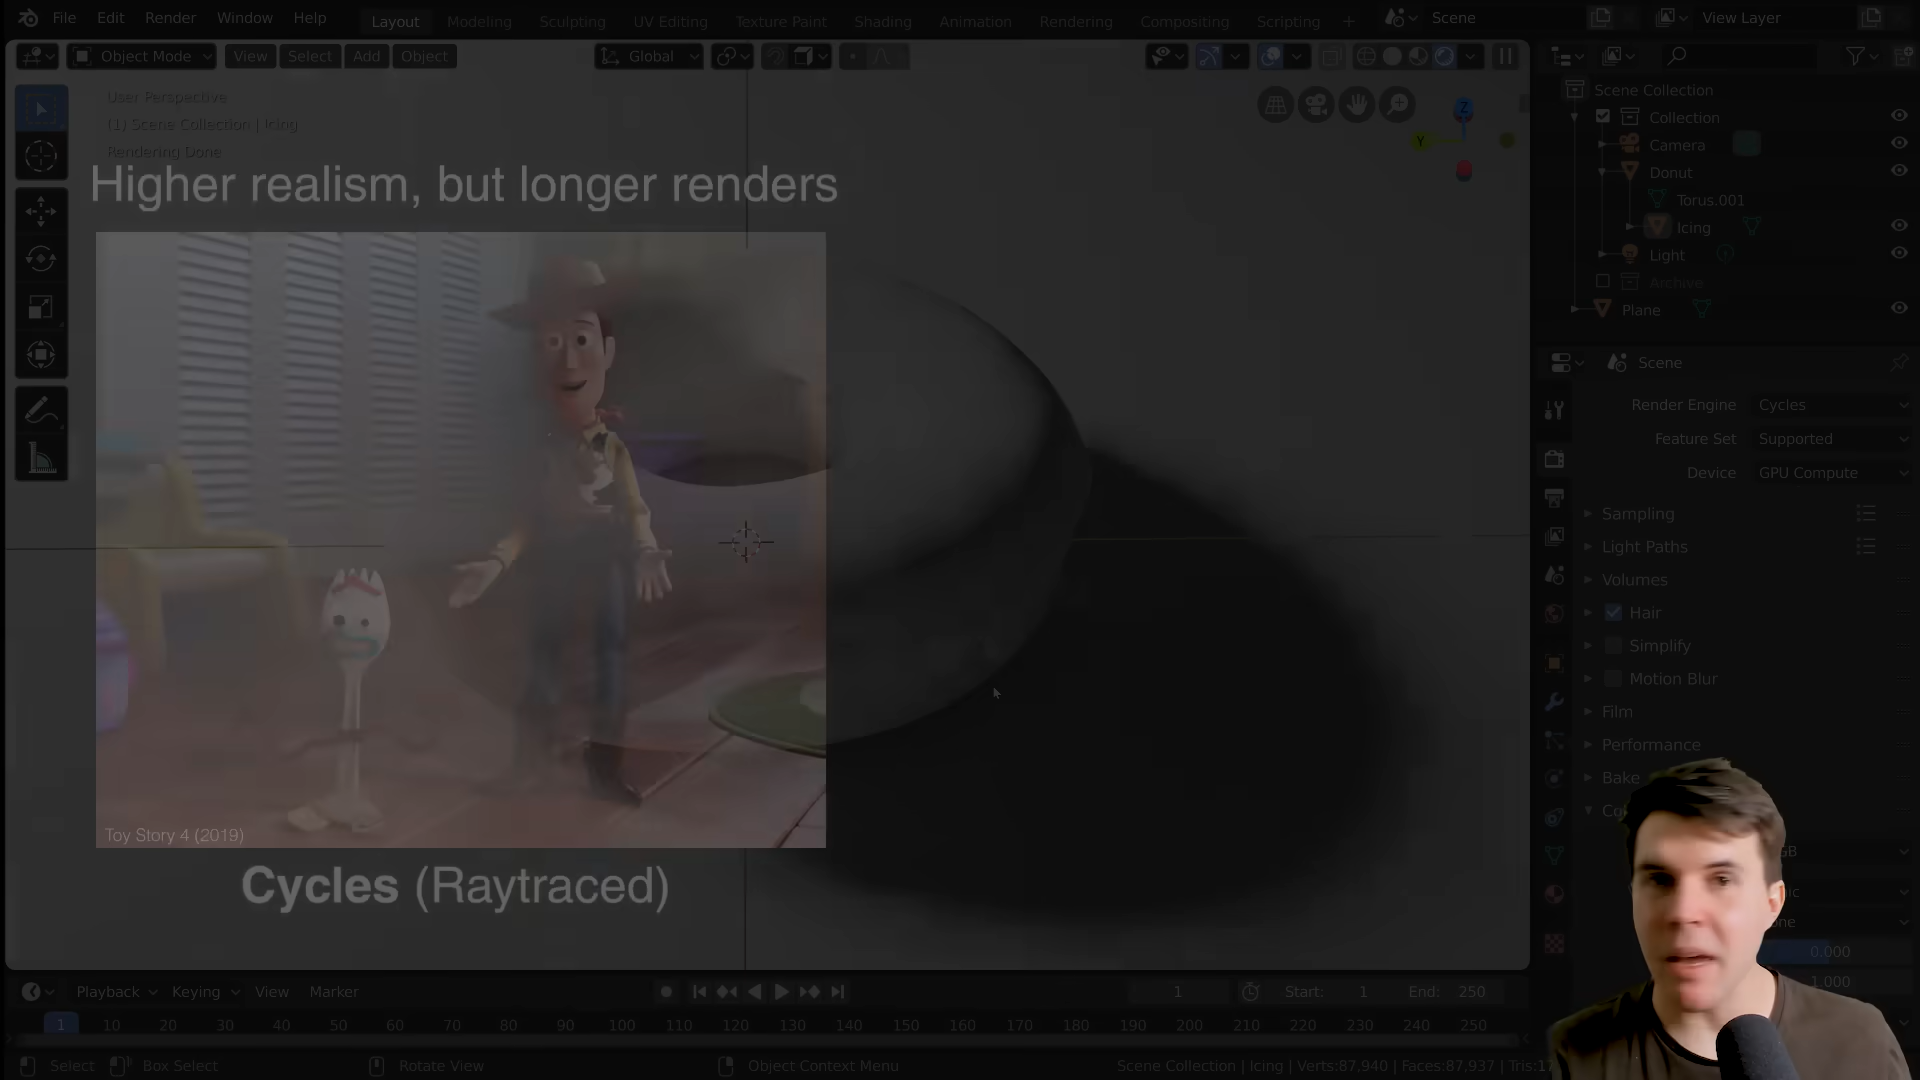 File Edit Render Window Help
Layout Modeling Sculpting UV Editing Texture Paint Shading Animation Rendering Compositing Scripting +
Scene
View Layer
Object Mode View Select Add Object
Global
User Perspective
(1) Scene Collection | Icing
Rendering Done
Z
Y
Higher realism, but longer renders
Toy Story 4 (2019)
Cycles (Raytraced)
Scene Collection
Collection
Camera
Donut
Torus.001
Icing
Light
Archive
Plane
Scene
Render Engine Cycles
Feature Set Supported
Device GPU Compute
Sampling
Light Paths
Volumes
Hair
Simplify
Motion Blur
Film
Performance
Bake
0.000
1.000
Playback Keying View Marker
1 Start: 1 End: 250
1 10 20 30 40 50 60 70 80 90 100 110 120 130 140 150 160 170 180 190 200 210 220 230 240 250
Select Box Select Rotate View Object Context Menu
Scene Collection | Icing | Verts:87,940 | Faces:87,937 | Tris:17